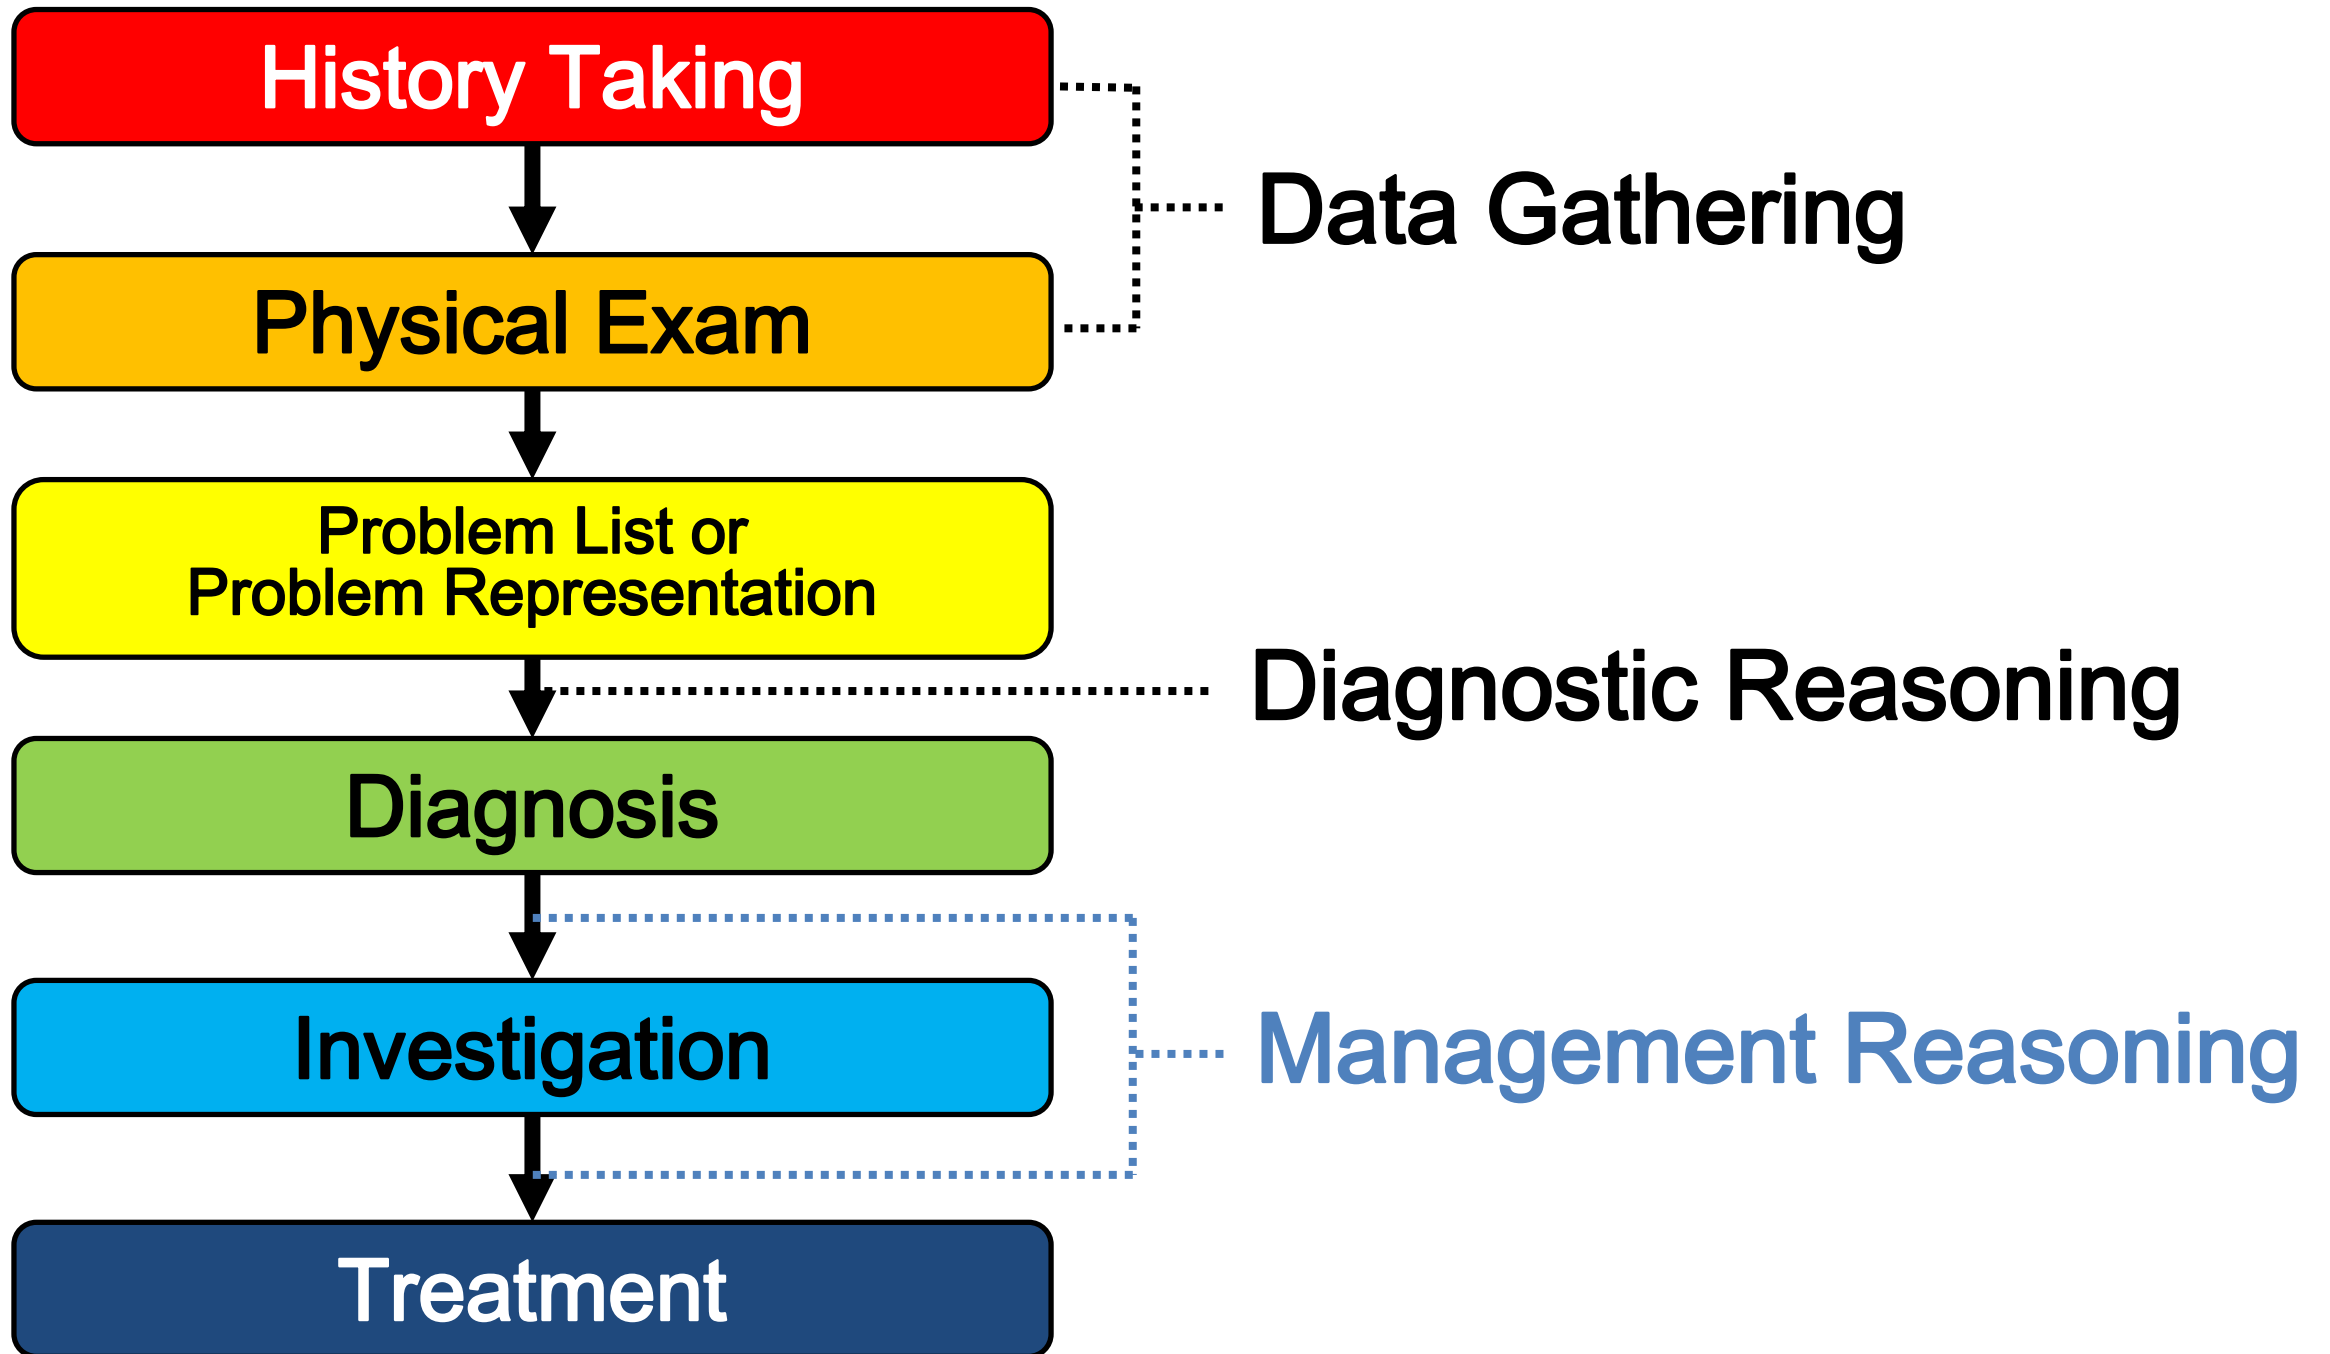 History Taking
Data Gathering
Physical Exam
Problem List or
Problem Representation
Diagnostic Reasoning
Diagnosis
Investigation
Management Reasoning
Treatment